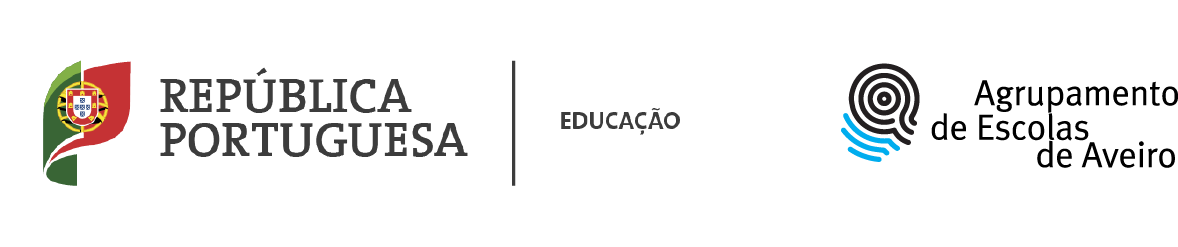 REPÚBLICA
PORTUGUESA
EDUCAÇÃO
Agrupamento
de Escolas
de Aveiro